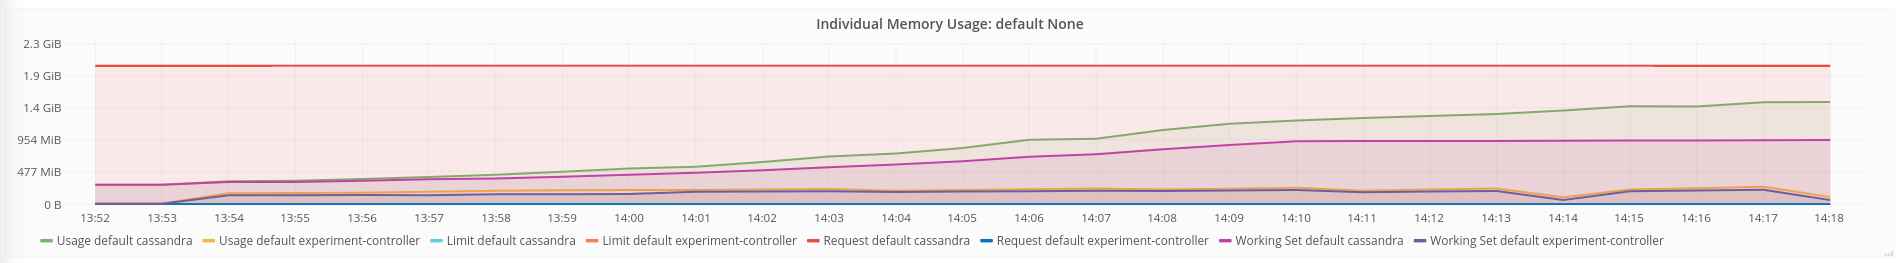 Individual Memory Usage: default None
2.3 GiB
1.9 GiB
1.4 GiB
954 MiB
477 MiB
0 B
13:52 13:53 13:54 13:55 13:56 13:57 13:58 13:59 14:00 14:01 14:02 14:03 14:04 14:05 14:06 14:07 14:08 14:09 14:10 14:11 14:12 14:13 14:14 14:15 14:16 14:17 14:18
Usage default cassandra Usage default experiment-controller Limit default cassandra Limit default experiment-controller Request default cassandra Request default experiment-controller Working Set default cassandra Working Set default experiment-controller